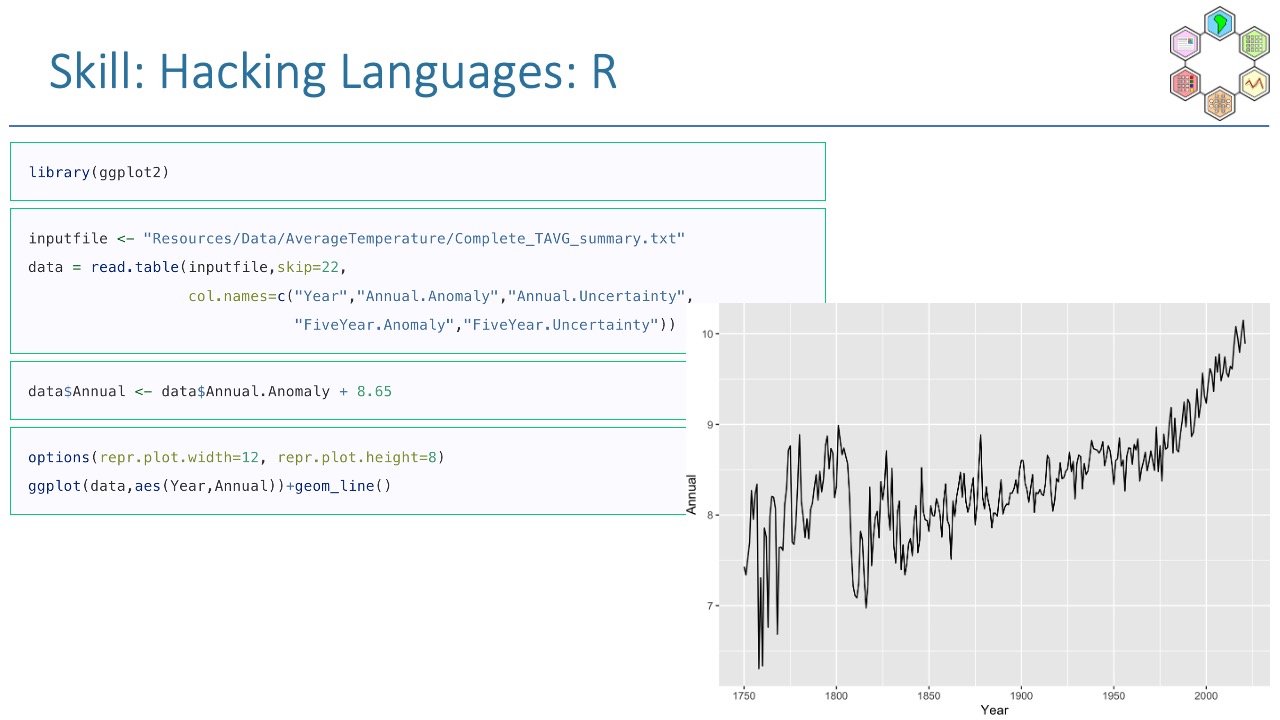 Skill: Hacking Languages: R
library(ggplot2)
inputfile <- "Resources/Data/AverageTemperature/Complete_TAVG_summary.txt"
data = read.table(inputfile,skip=22,
col.names=c("Year","Annual.Anomaly","Annual.Uncertainty",
"FiveYear.Anomaly","FiveYear.Uncertainty"))
data$Annual <- data$Annual.Anomaly + 8.65
options(repr.plot.width=12, repr.plot.height=8)
ggplot(data,aes(Year,Annual))+geom_line()
10
9
8
7
Annual
1750 1800 1850 1900 1950 2000
Year